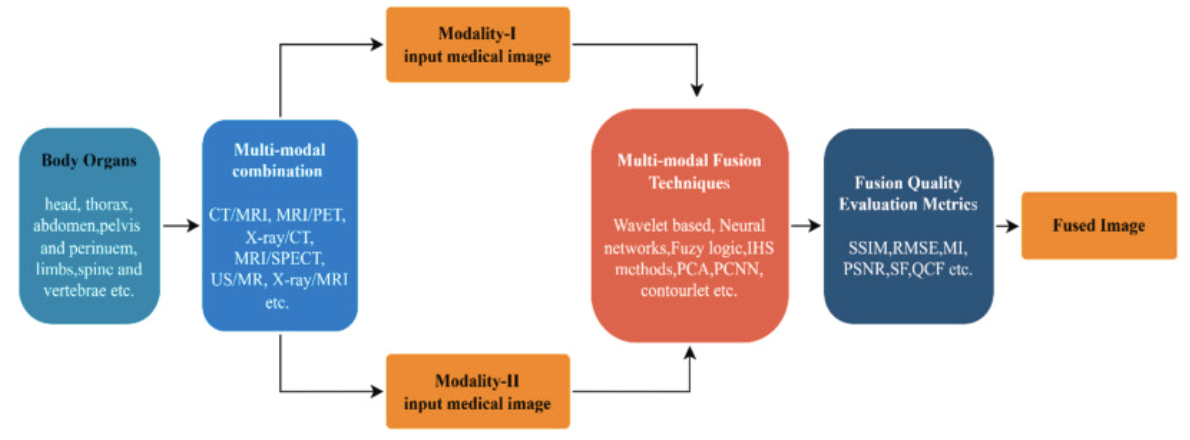 Modality-I
input medical image
Body Organs
head, thorax,
abdomen,pelvis
and perinuem,
limbs,spine and
vertebrae etc.
Multi-modal
combination
CT/MRI, MRI/PET,
X-ray/CT,
MRI/SPECT,
US/MR, X-ray/MRI
etc.
Multi-modal Fusion
Techniques
Wavelet based, Neural
networks,Fuzy logic,IHS
methods,PCA,PCNN,
contourlet etc.
Fusion Quality
Evaluation Metrics
SSIM,RMSE,MI,
PSNR,SF,QCF etc.
Fused Image
Modality-II
input medical image